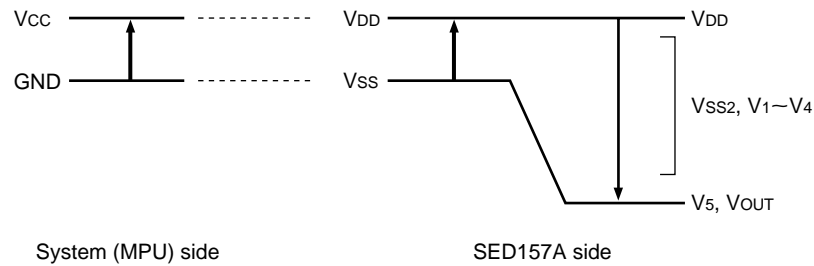 VCC VDD VDD
GND VSS
VSS2, V1~V4
V5, VOUT
System (MPU) side SED157A side